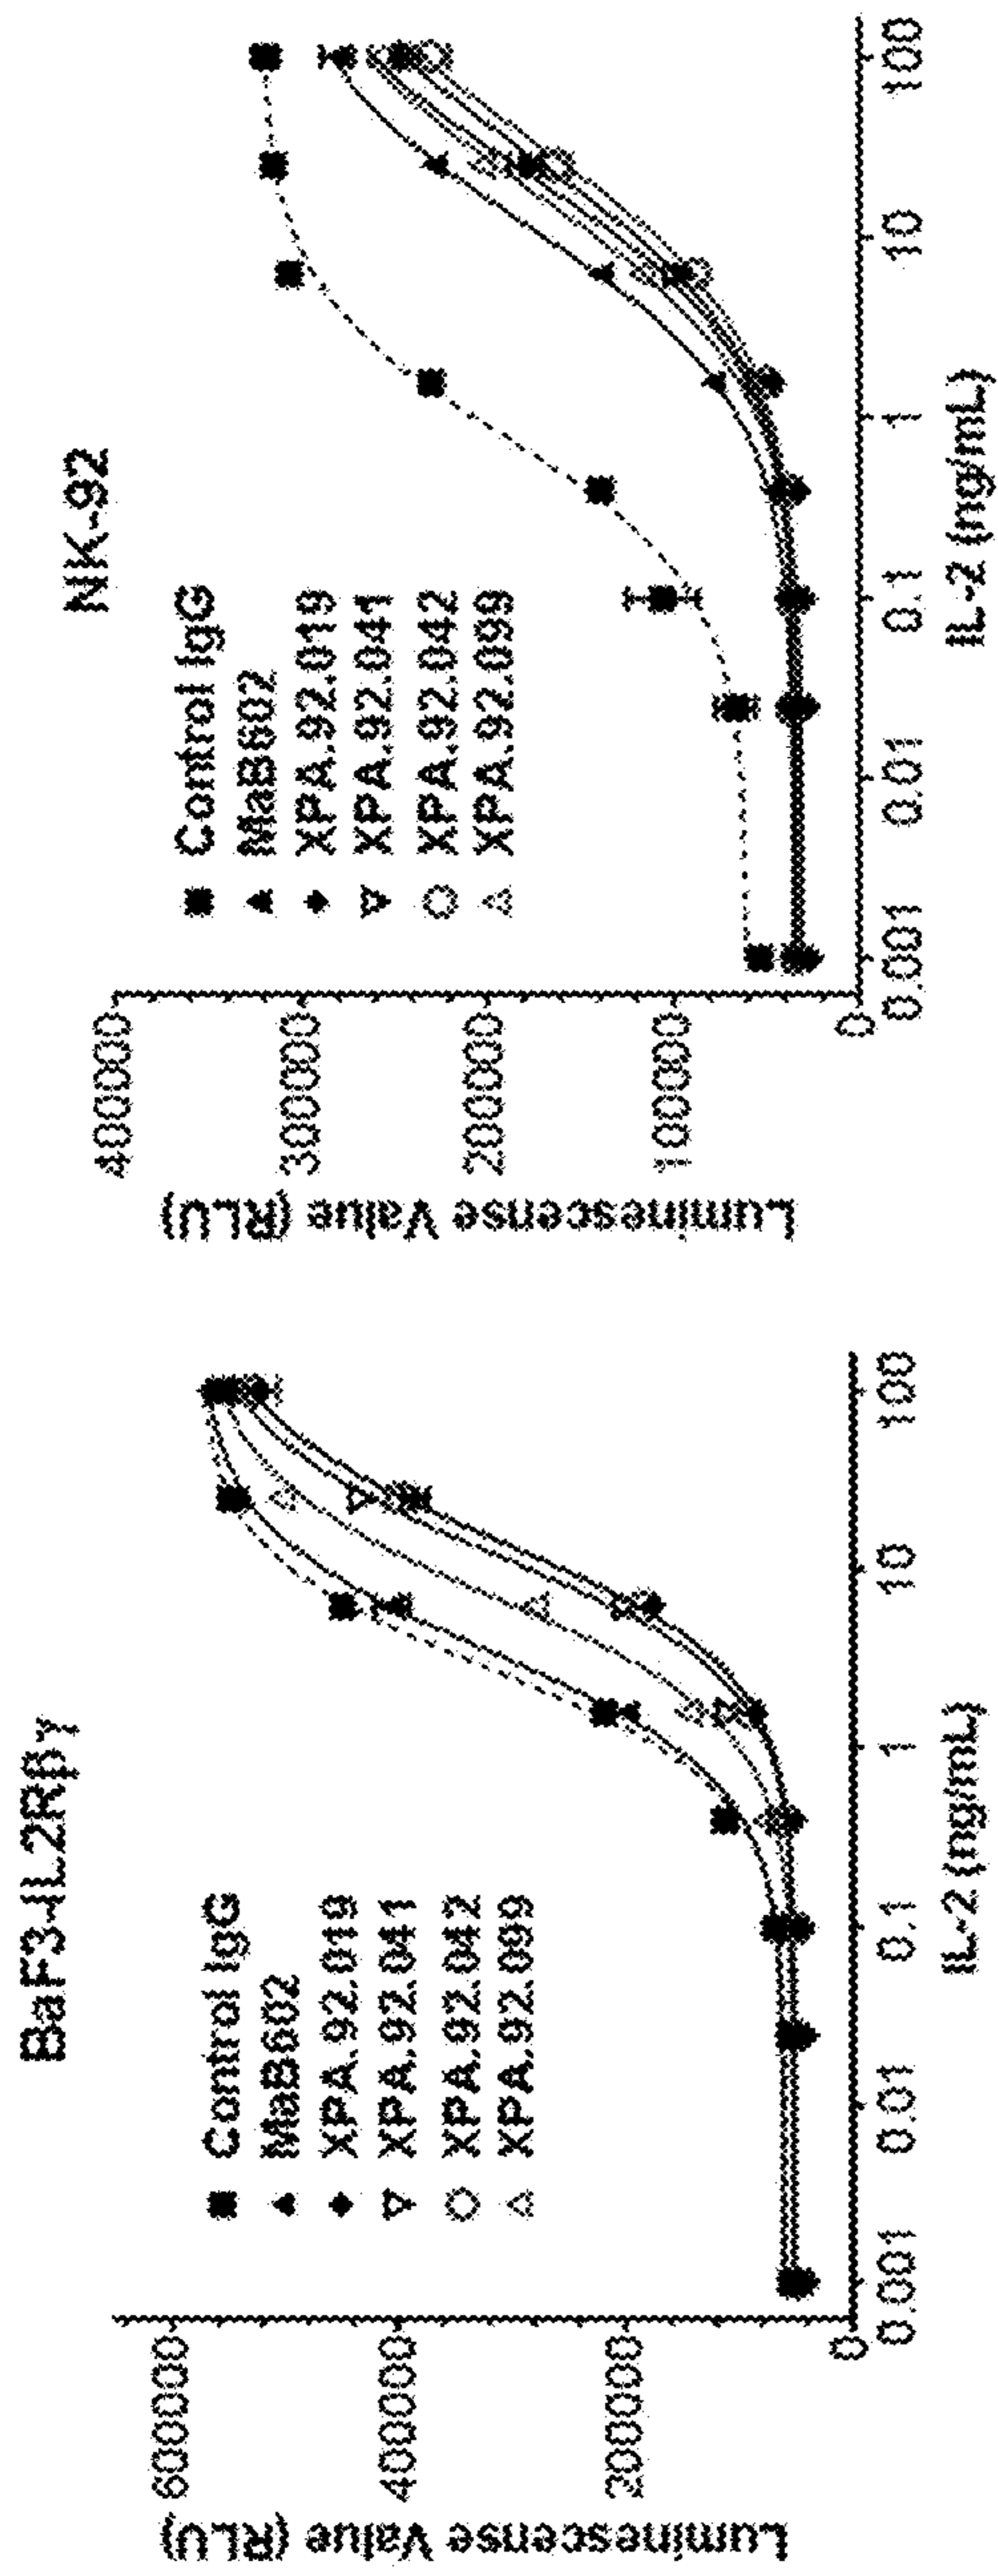 BaF3-IL2Rβγ
Luminescense Value (RLU)
600000
400000
200000
0
Control IgG
MaB602
XPA.92.019
XPA.92.041
XPA.92.042
XPA.92.099
0.001
0.01
0.1
1
10
100
IL-2 (ng/mL)
NK-92
Luminescense Value (RLU)
400000
300000
200000
100000
0
Control IgG
MaB602
XPA.92.019
XPA.92.041
XPA.92.042
XPA.92.099
0.001
0.01
0.1
1
10
100
IL-2 (ng/mL)